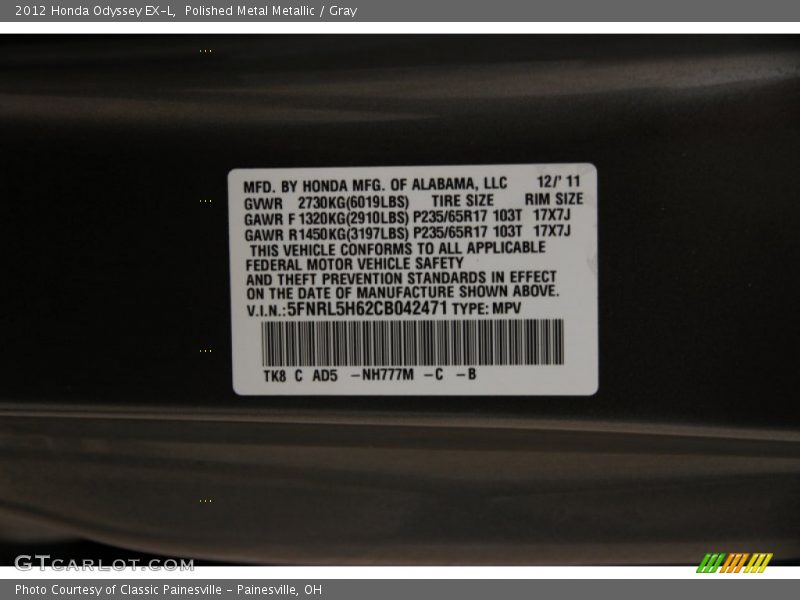 2012 Honda Odyssey EX-L, Polished Metal Metallic / Gray
MFD. BY HONDA MFG. OF ALABAMA, LLC 12/' 11
GVWR 2730KG(6019LBS) TIRE SIZE RIM SIZE
GAWR F 1320KG(2910LBS) P235/65R17 103T 17X7J
GAWR R 1450KG(3197LBS) P235/65R17 103T 17X7J
THIS VEHICLE CONFORMS TO ALL APPLICABLE
FEDERAL MOTOR VEHICLE SAFETY
AND THEFT PREVENTION STANDARDS IN EFFECT
ON THE DATE OF MANUFACTURE SHOWN ABOVE.
V.I.N.:5FNRL5H62CB042471 TYPE: MPV
TK8 C AD5 -NH777M -C -B
GTCARLOT.COM
Photo Courtesy of Classic Painesville - Painesville, OH